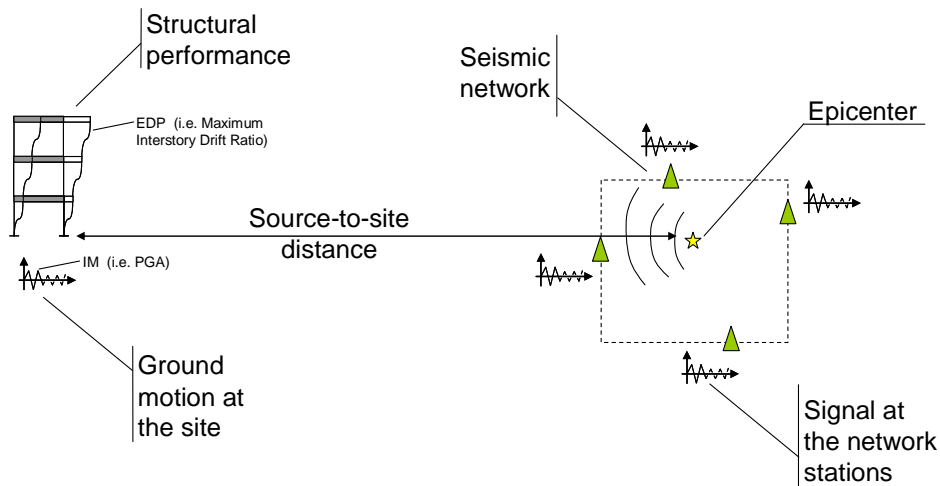 Structural
performance
EDP (i.e. Maximum
Interstory Drift Ratio)
Seismic
network
Epicenter
Source-to-site
distance
IM (i.e. PGA)
Ground
motion at
the site
Signal at
the network
stations